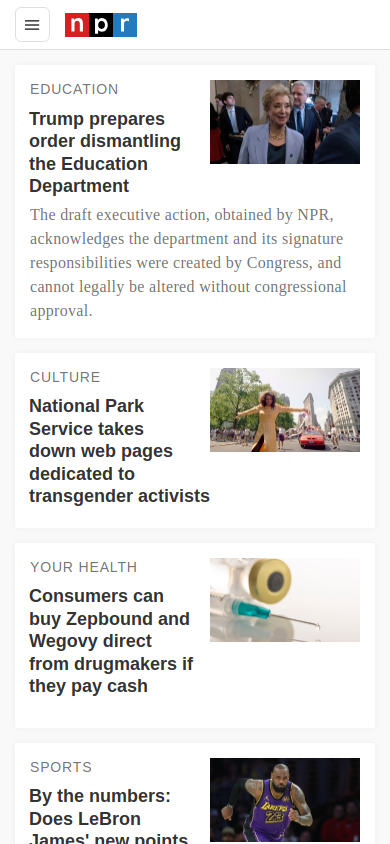 npr
EDUCATION
Trump prepares
order dismantling
the Education
Department
The draft executive action, obtained by NPR,
acknowledges the department and its signature
responsibilities were created by Congress, and
cannot legally be altered without congressional
approval.
CULTURE
National Park
Service takes
down web pages
dedicated to
transgender activists
YOUR HEALTH
Consumers can
buy Zepbound and
Wegovy direct
from drugmakers if
they pay cash
SPORTS
By the numbers:
Does LeBron
James' new points
LAKERS
23